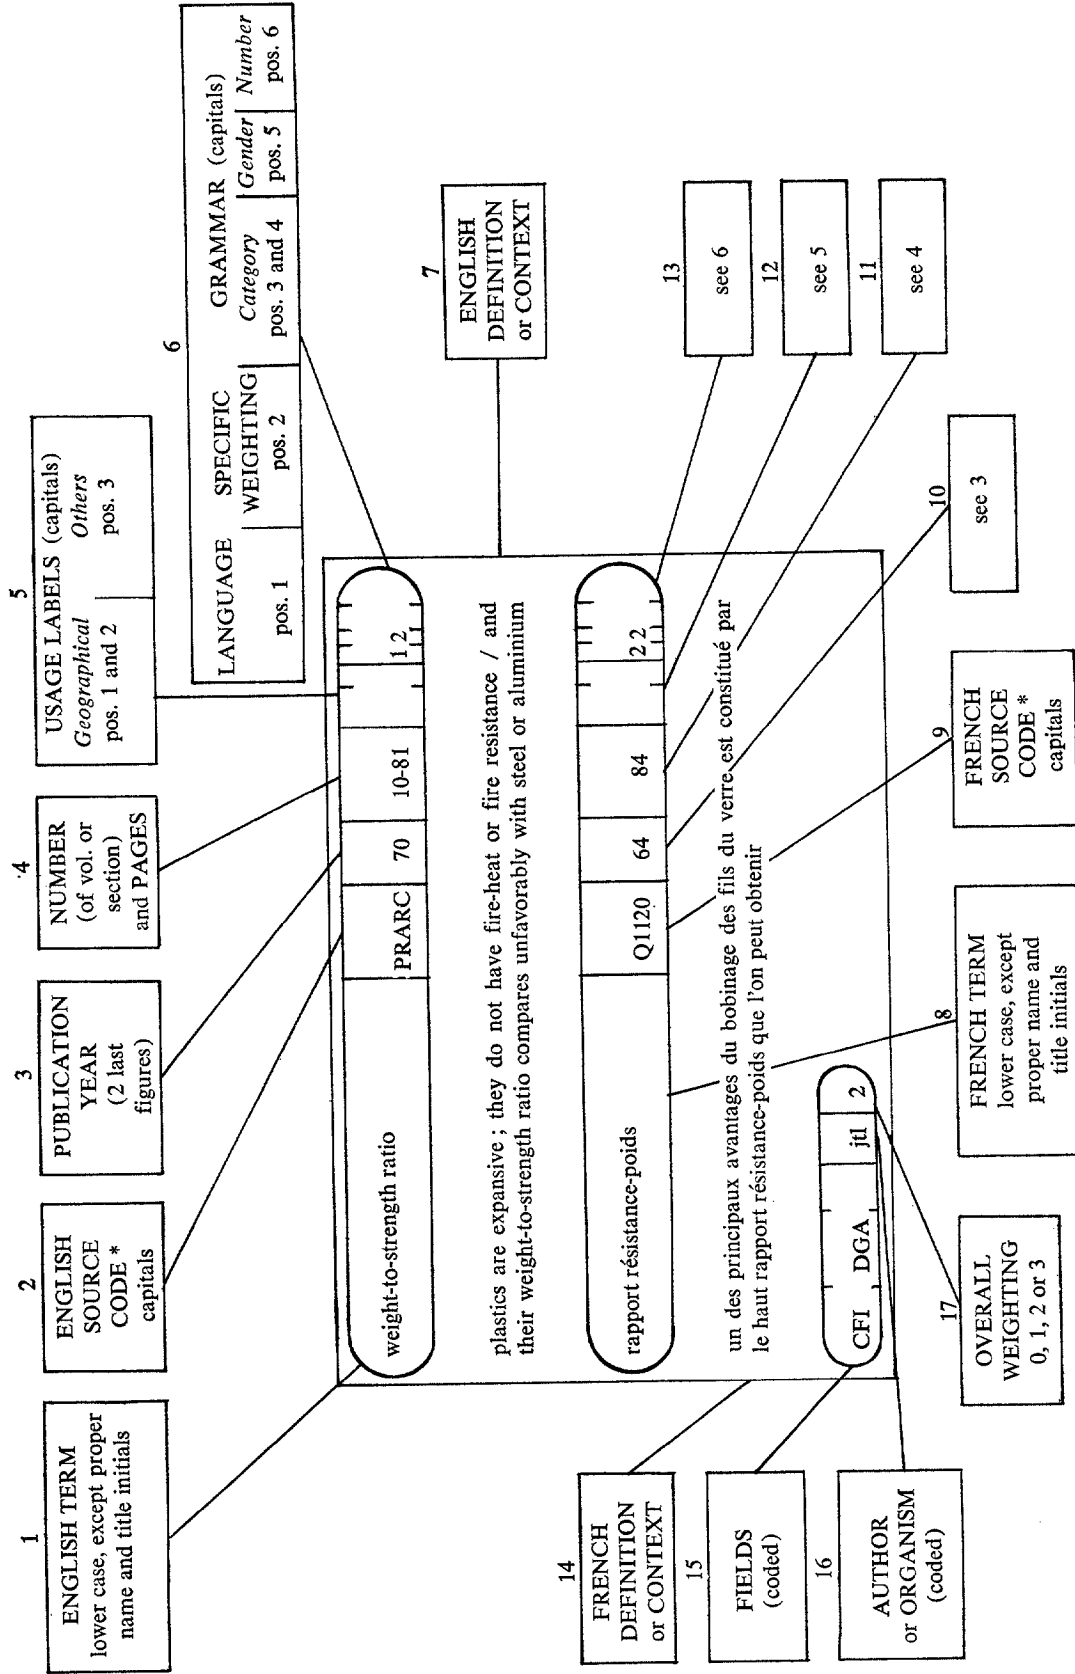 1
ENGLISH TERM
lower case, except proper
name and title initials
2
ENGLISH
SOURCE
CODE *
capitals
3
PUBLICATION
YEAR
(2 last
figures)
4
NUMBER
(of vol. or
section)
and PAGES
5
USAGE LABELS (capitals)
Geographical Others
pos. 1 and 2 pos. 3
6
LANGUAGE SPECIFIC WEIGHTING GRAMMAR (capitals)
Category Gender Number
pos. 1 pos. 2 pos. 3 and 4 pos. 5 pos. 6
weight-to-strength ratio PRARC 70 10-81 12
7
ENGLISH
DEFINITION
or CONTEXT
plastics are expansive ; they do not have fire-heat or fire resistance / and
their weight-to-strength ratio compares unfavorably with steel or aluminium
rapport résistance-poids Q1120 64 84 22
13
see 6
12
see 5
11
see 4
10
see 3
un des principaux avantages du bobinage des fils du verre est constitué par
le haut rapport résistance-poids que l'on peut obtenir
CFI DGA jtl 2
14
FRENCH
DEFINITION
or CONTEXT
15
FIELDS
(coded)
16
AUTHOR
or ORGANISM
(coded)
17
OVERALL
WEIGHTING
0, 1, 2 or 3
8
FRENCH TERM
lower case, except
proper name and
title initials
9
FRENCH
SOURCE
CODE *
capitals